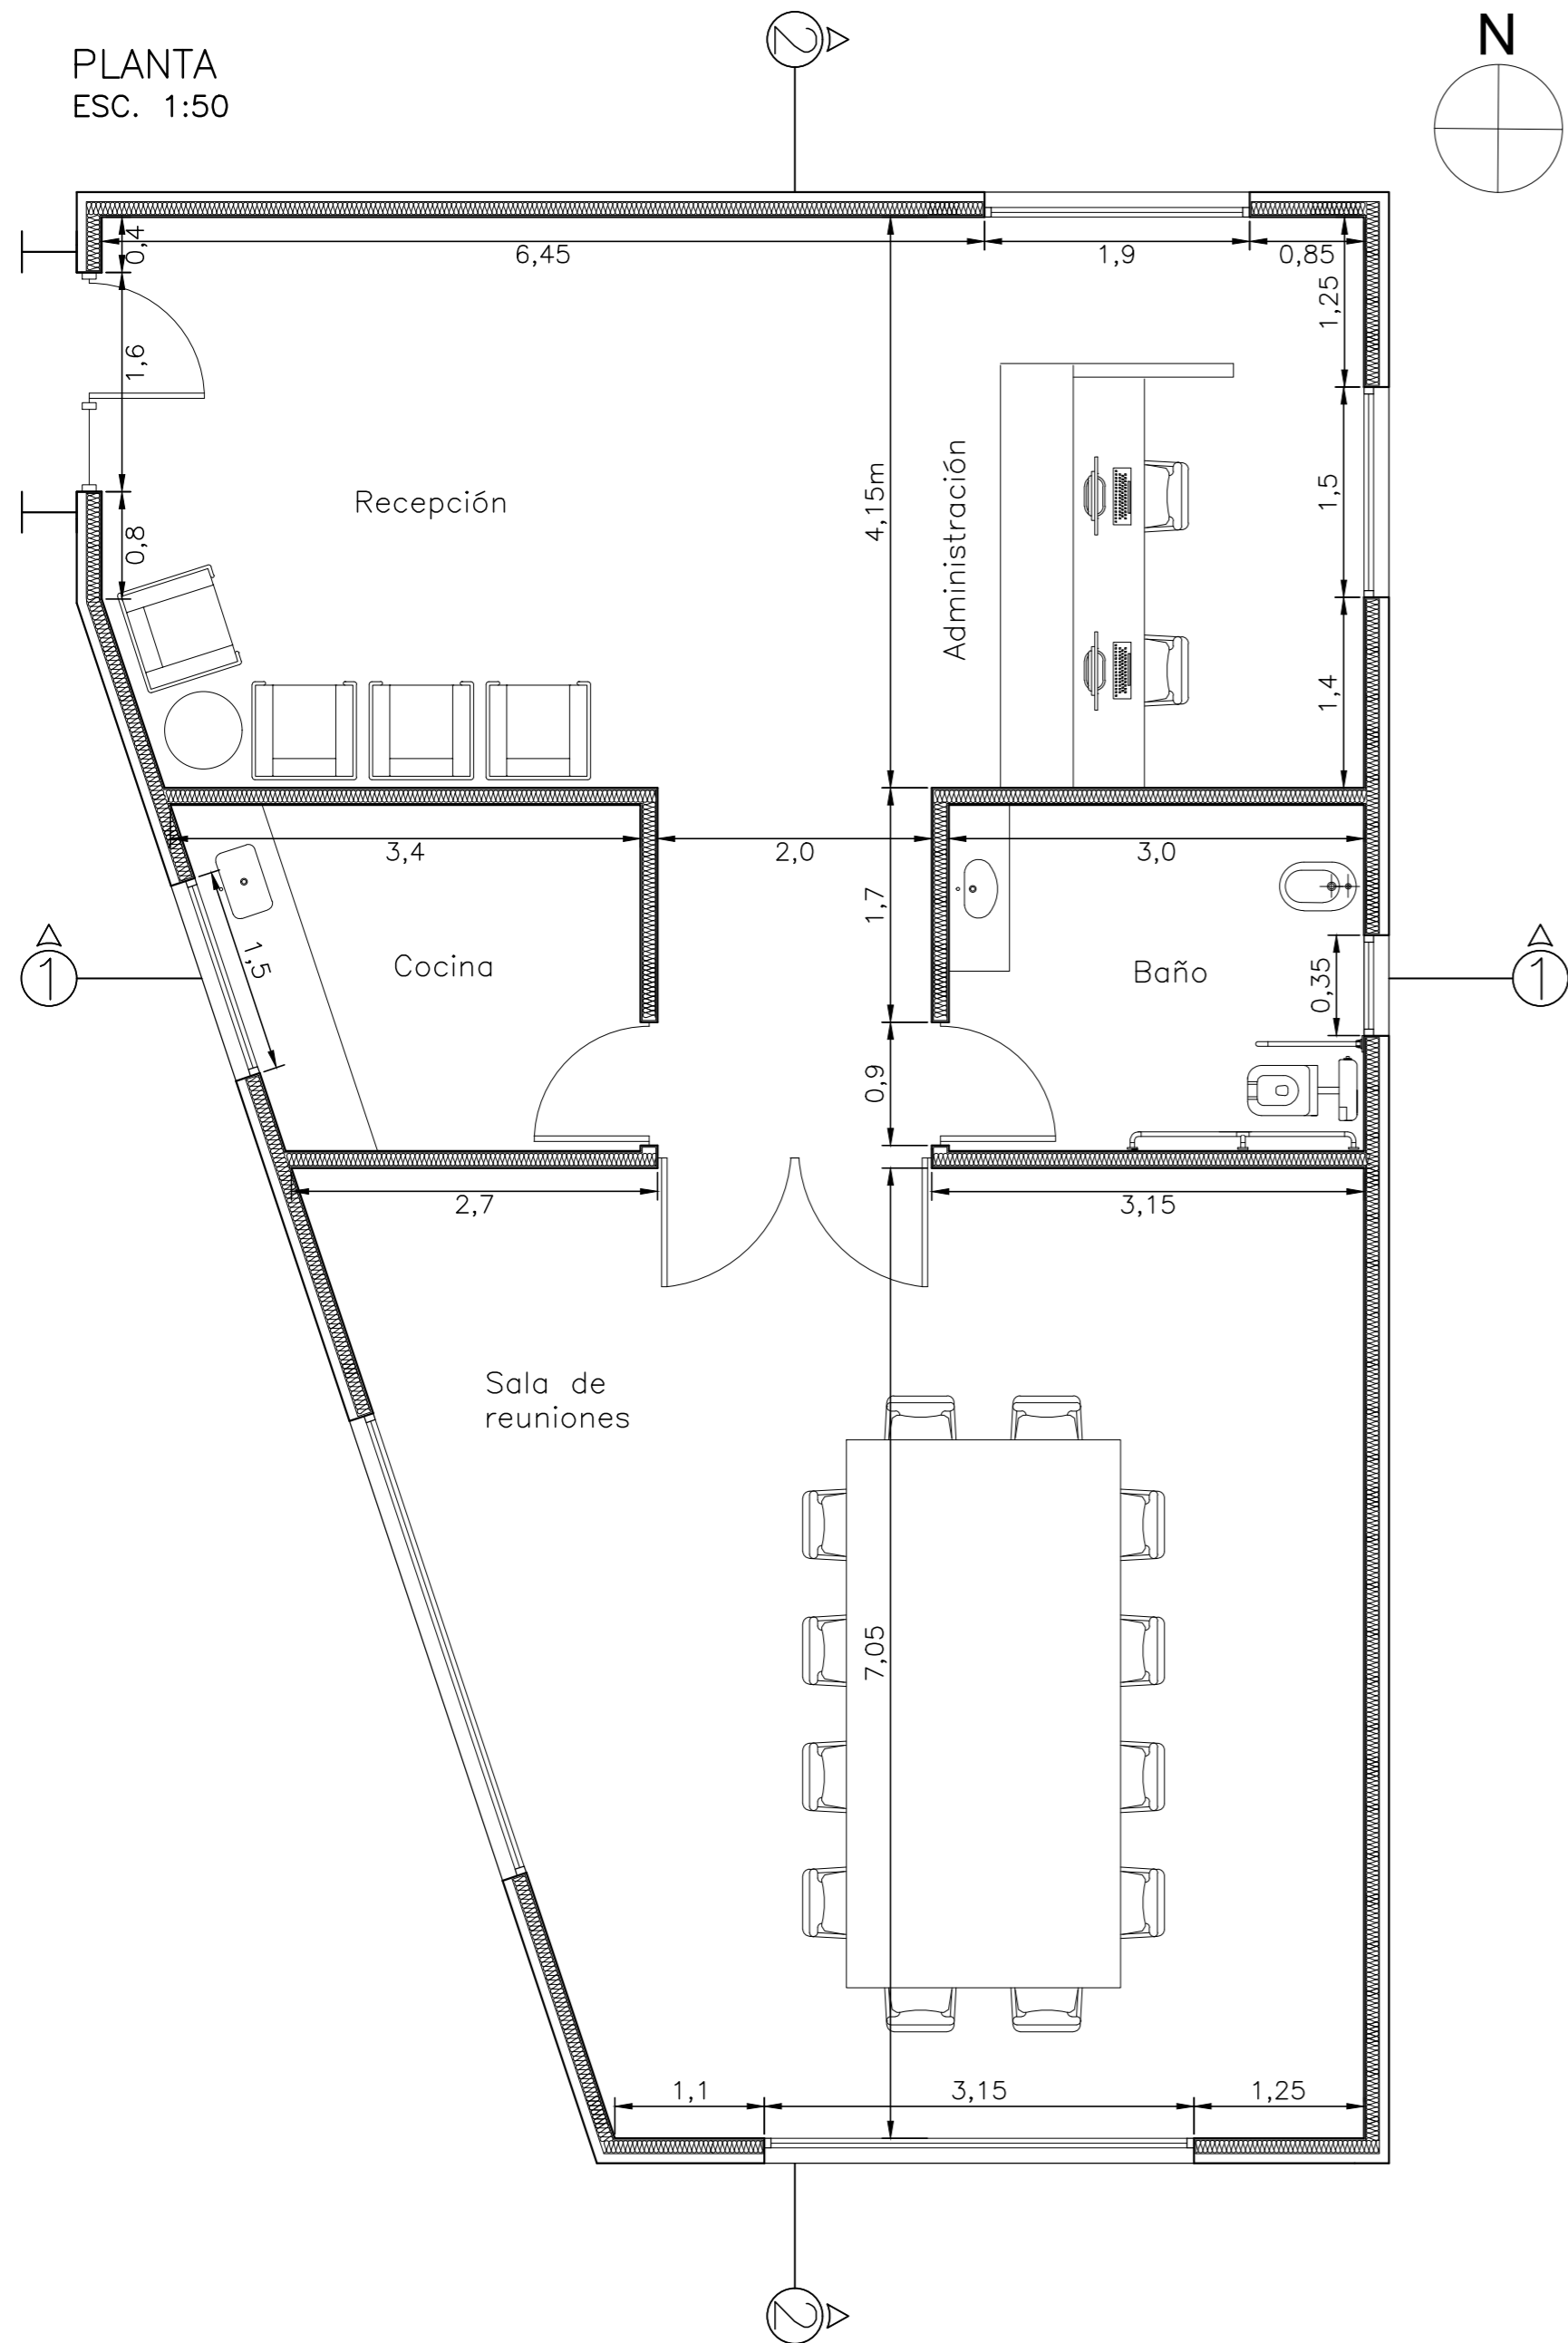 PLANTA
ESC. 1:50
2
N
0,4
6,45
1,9
0,85
1,25
1,6
Recepción
4,15m
Administración
1,5
0,8
1,4
3,4
2,0
3,0
1,7
1
1,5
Cocina
Baño
0,35
1
0,9
2,7
3,15
Sala de
reuniones
7,05
1,1
3,15
1,25
2